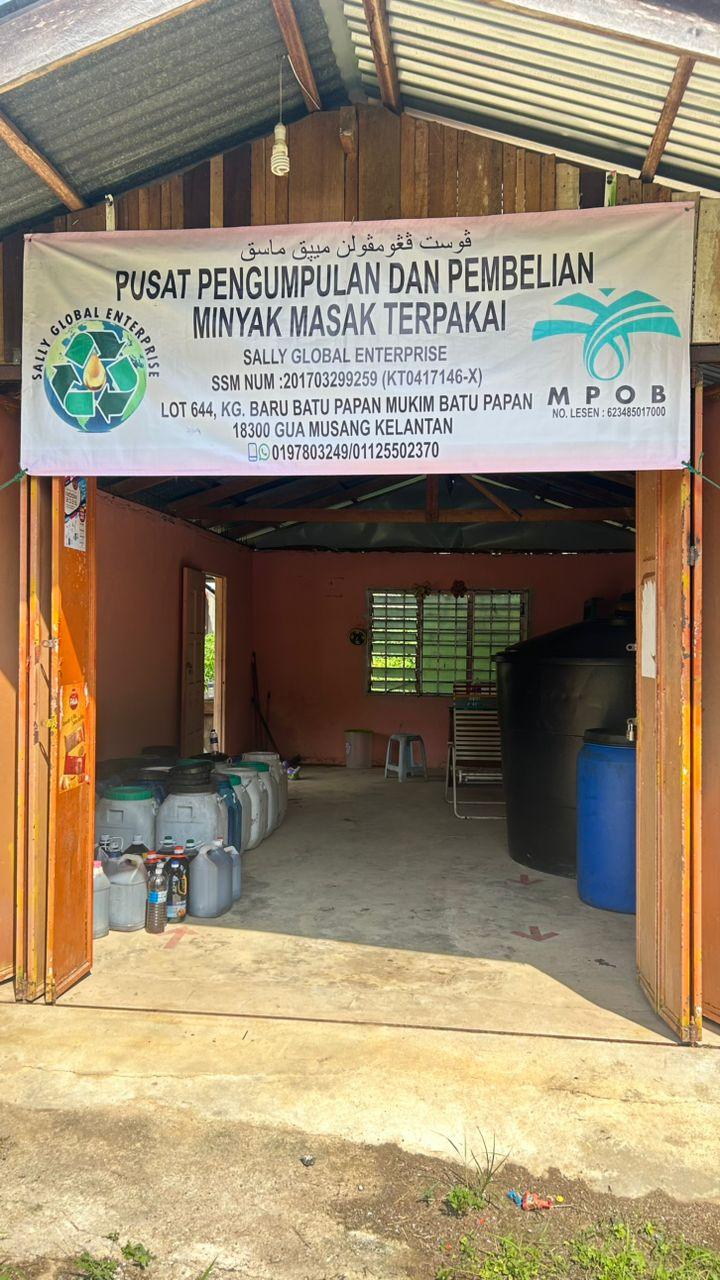 ڤوست ڤڠومڤولن مييق ماسق
PUSAT PENGUMPULAN DAN PEMBELIAN
MINYAK MASAK TERPAKAI
SALLY GLOBAL ENTERPRISE
SALLY GLOBAL ENTERPRISE
SSM NUM :201703299259 (KT0417146-X)
LOT 644, KG. BARU BATU PAPAN MUKIM BATU PAPAN
18300 GUA MUSANG KELANTAN
0197803249/01125502370
MPOB
NO. LESEN : 623485017000